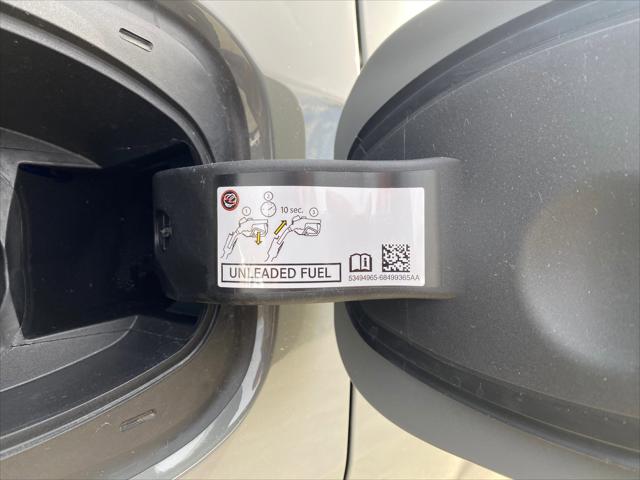 2
10 sec.
1 3
UNLEADED FUEL
53494965-68499365AA